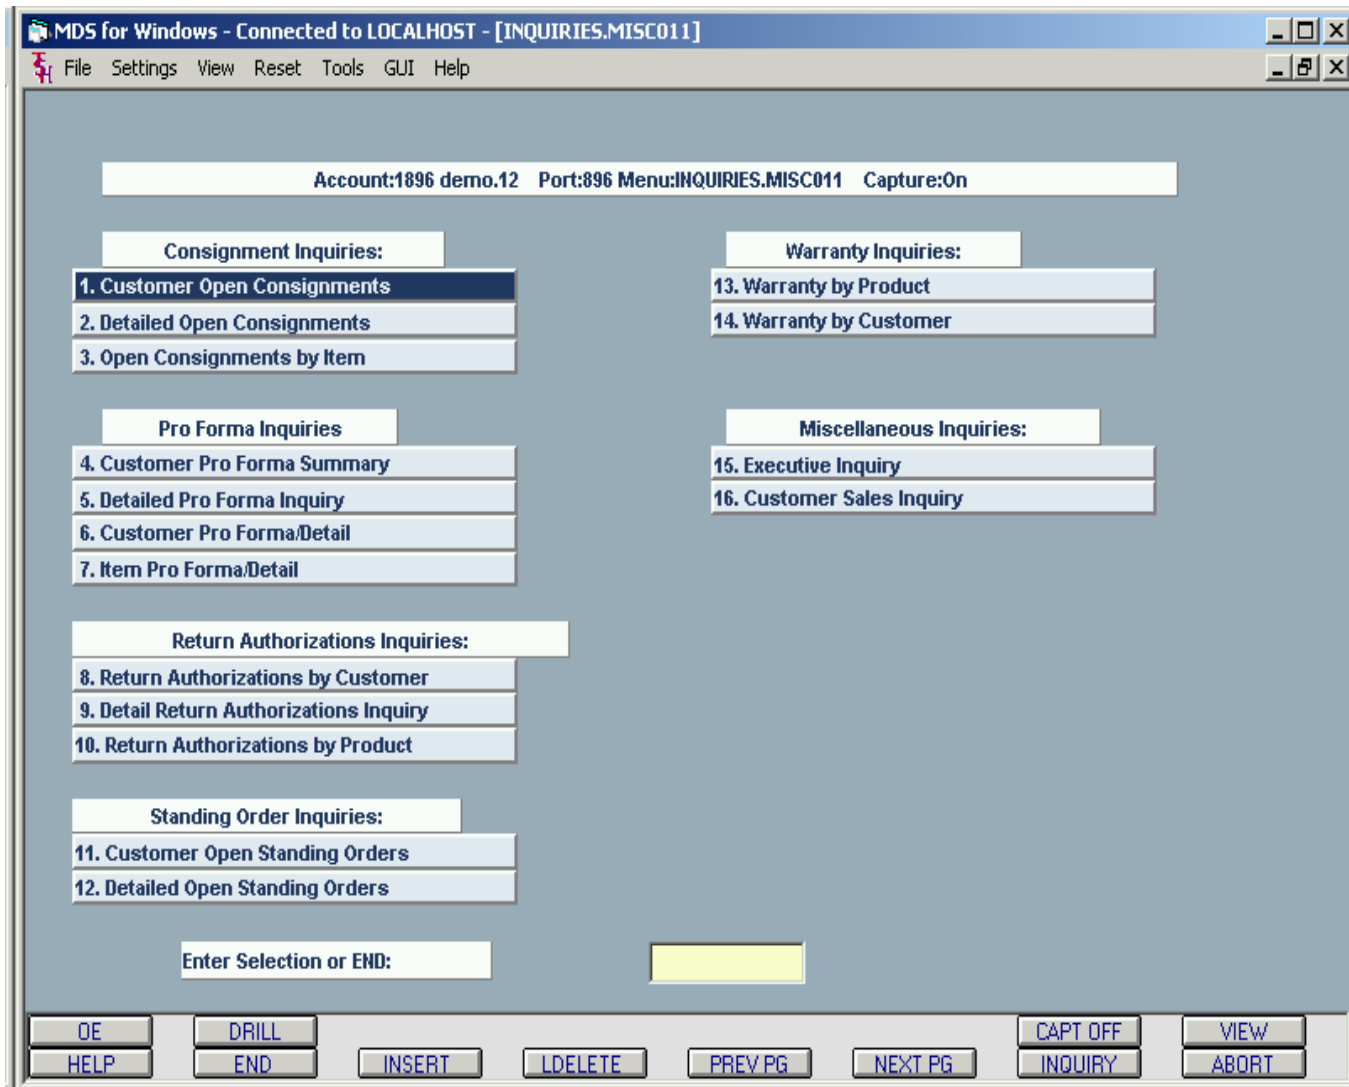 MDS for Windows - Connected to LOCALHOST - [INQUIRIES.MISC011]
File Settings View Reset Tools GUI Help
Account:1896 demo.12 Port:896 Menu:INQUIRIES.MISC011 Capture:On
Consignment Inquiries:
1. Customer Open Consignments
2. Detailed Open Consignments
3. Open Consignments by Item
Pro Forma Inquiries
4. Customer Pro Forma Summary
5. Detailed Pro Forma Inquiry
6. Customer Pro Forma/Detail
7. Item Pro Forma/Detail
Return Authorizations Inquiries:
8. Return Authorizations by Customer
9. Detail Return Authorizations Inquiry
10. Return Authorizations by Product
Standing Order Inquiries:
11. Customer Open Standing Orders
12. Detailed Open Standing Orders
Warranty Inquiries:
13. Warranty by Product
14. Warranty by Customer
Miscellaneous Inquiries:
15. Executive Inquiry
16. Customer Sales Inquiry
Enter Selection or END:
OE DRILL CAPT OFF VIEW
HELP END INSERT LDELETE PREV PG NEXT PG INQUIRY ABORT